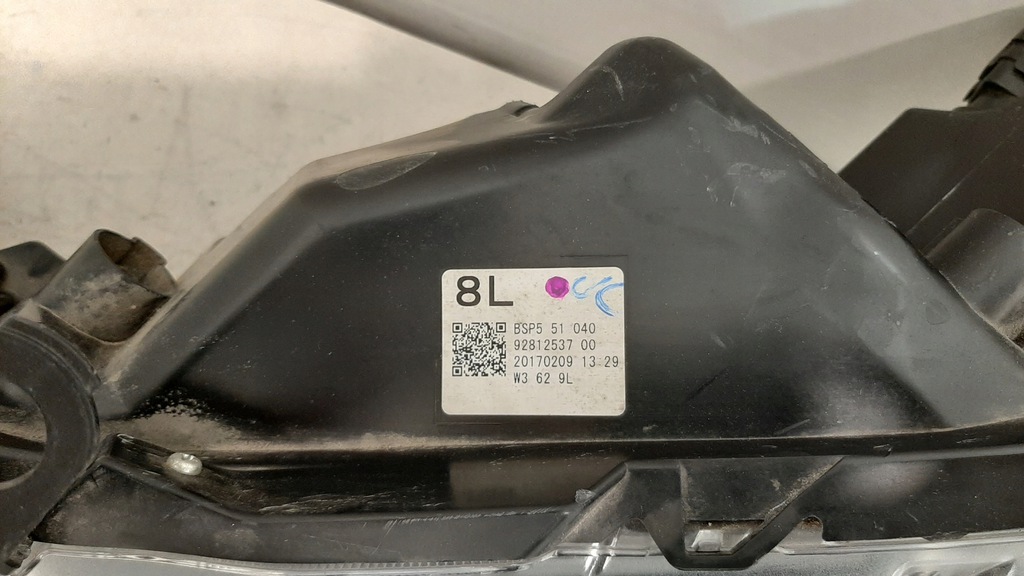 8L
BSP5 51 040
92812537 00
20170209 13 29
W3 62 9L